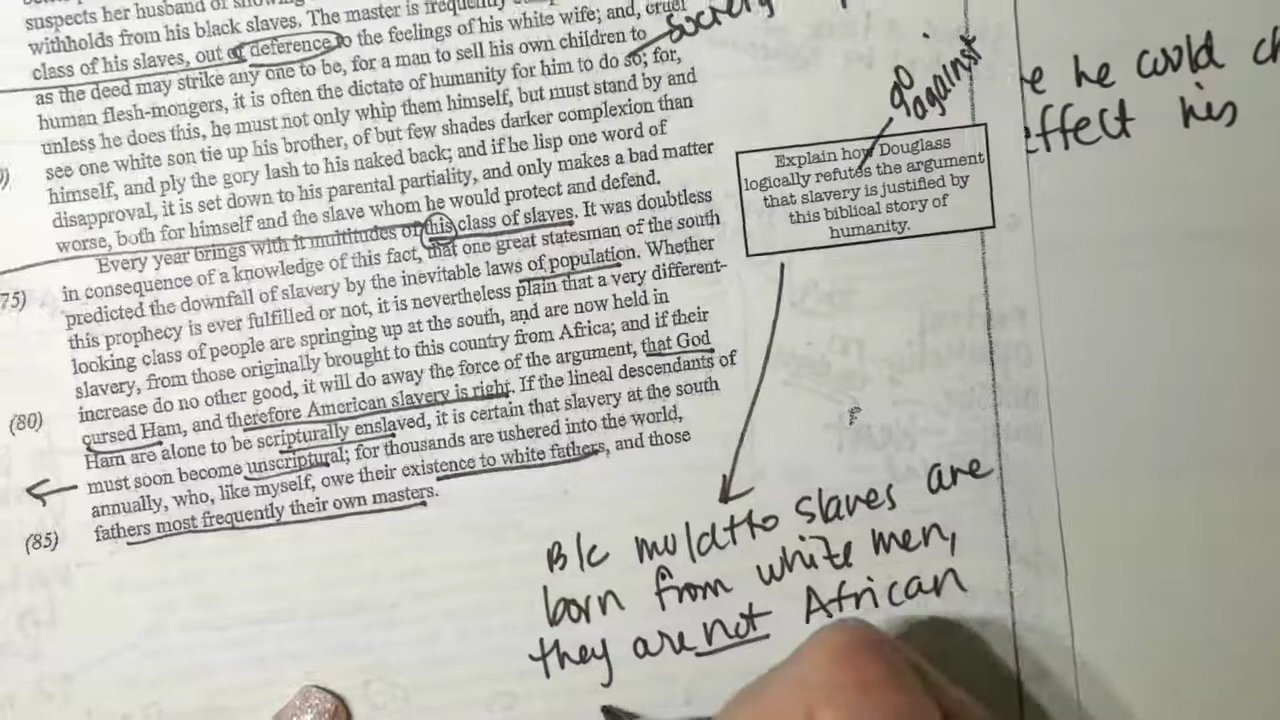 suspects her husband of
withholds from his black slaves. The master is frequently
class of his slaves, out of deference to the feelings of his white wife; and, cruel
society
as the deed may strike any one to be, for a man to sell his own children to
human flesh-mongers, it is often the dictate of humanity for him to do so; for,
unless he does this, he must not only whip them himself, but must stand by and
see one white son tie up his brother, of but few shades darker complexion than
himself, and ply the gory lash to his naked back; and if he lisp one word of
disapproval, it is set down to his parental partiality, and only makes a bad matter
worse, both for himself and the slave whom he would protect and defend.
Every year brings with it multitudes of this class of slaves. It was doubtless
75) in consequence of a knowledge of this fact, that one great statesman of the south
predicted the downfall of slavery by the inevitable laws of population. Whether
this prophecy is ever fulfilled or not, it is nevertheless plain that a very different-
looking class of people are springing up at the south, and are now held in
slavery, from those originally brought to this country from Africa; and if their
(80) increase do no other good, it will do away the force of the argument, that God
cursed Ham, and therefore American slavery is right. If the lineal descendants of
Ham are alone to be scripturally enslaved, it is certain that slavery at the south
must soon become unscriptural; for thousands are ushered into the world,
annually, who, like myself, owe their existence to white fathers, and those
(85) fathers most frequently their own masters.
go
against
Explain how Douglass
logically refutes the argument
that slavery is justified by
this biblical story of
humanity.
e he could
effect his
B/c muldtto slaves are
born from white men,
they are not African